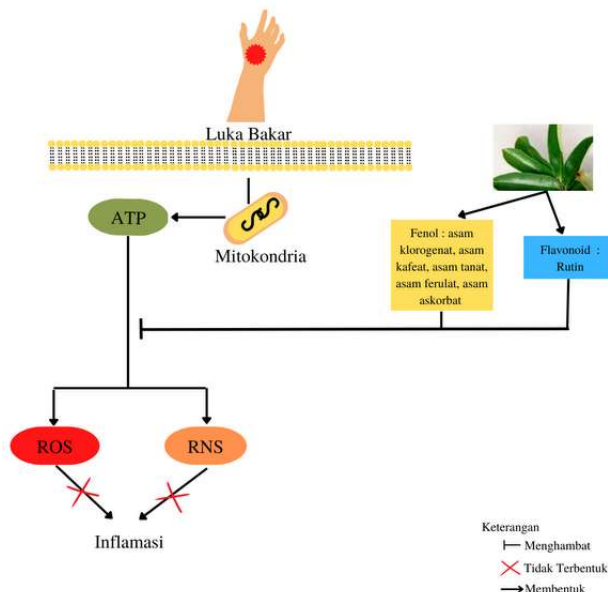 Luka Bakar
ATP
Mitokondria
Fenol : asam
klorogenat, asam
kafeat, asam tanat,
asam ferulat, asam
askorbat
Flavonoid :
Rutin
ROS
RNS
Inflamasi
Keterangan
Menghambat
Tidak Terbentuk
Membentuk